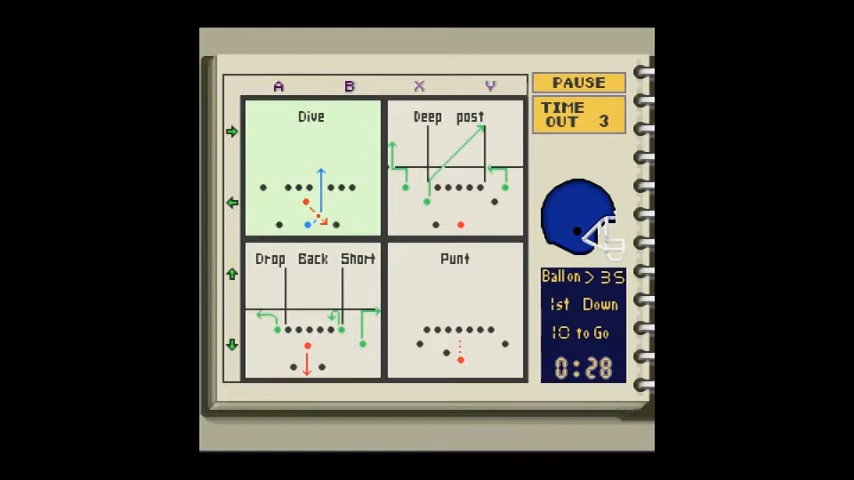 A B X Y
PAUSE
TIME
OUT 3
Dive
Deep post
Drop Back Short
Punt
Ball on > 35
1st Down
10 to Go
0:28